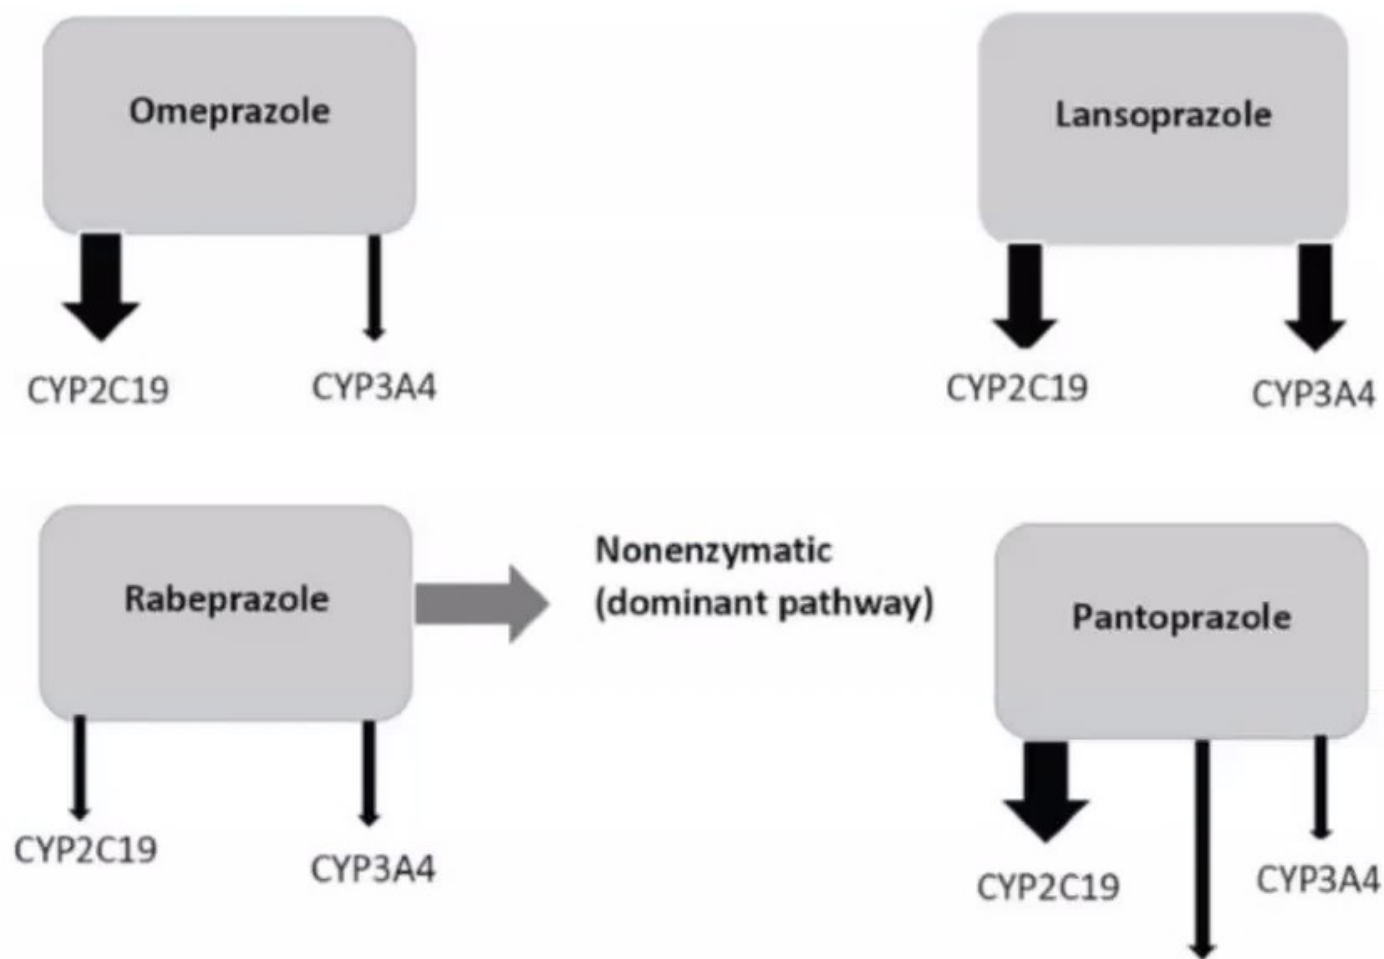 Omeprazole
Lansoprazole
CYP2C19
CYP3A4
CYP2C19
CYP3A4
Rabeprazole
Nonenzymatic
(dominant pathway)
Pantoprazole
CYP2C19
CYP3A4
CYP2C19
CYP3A4